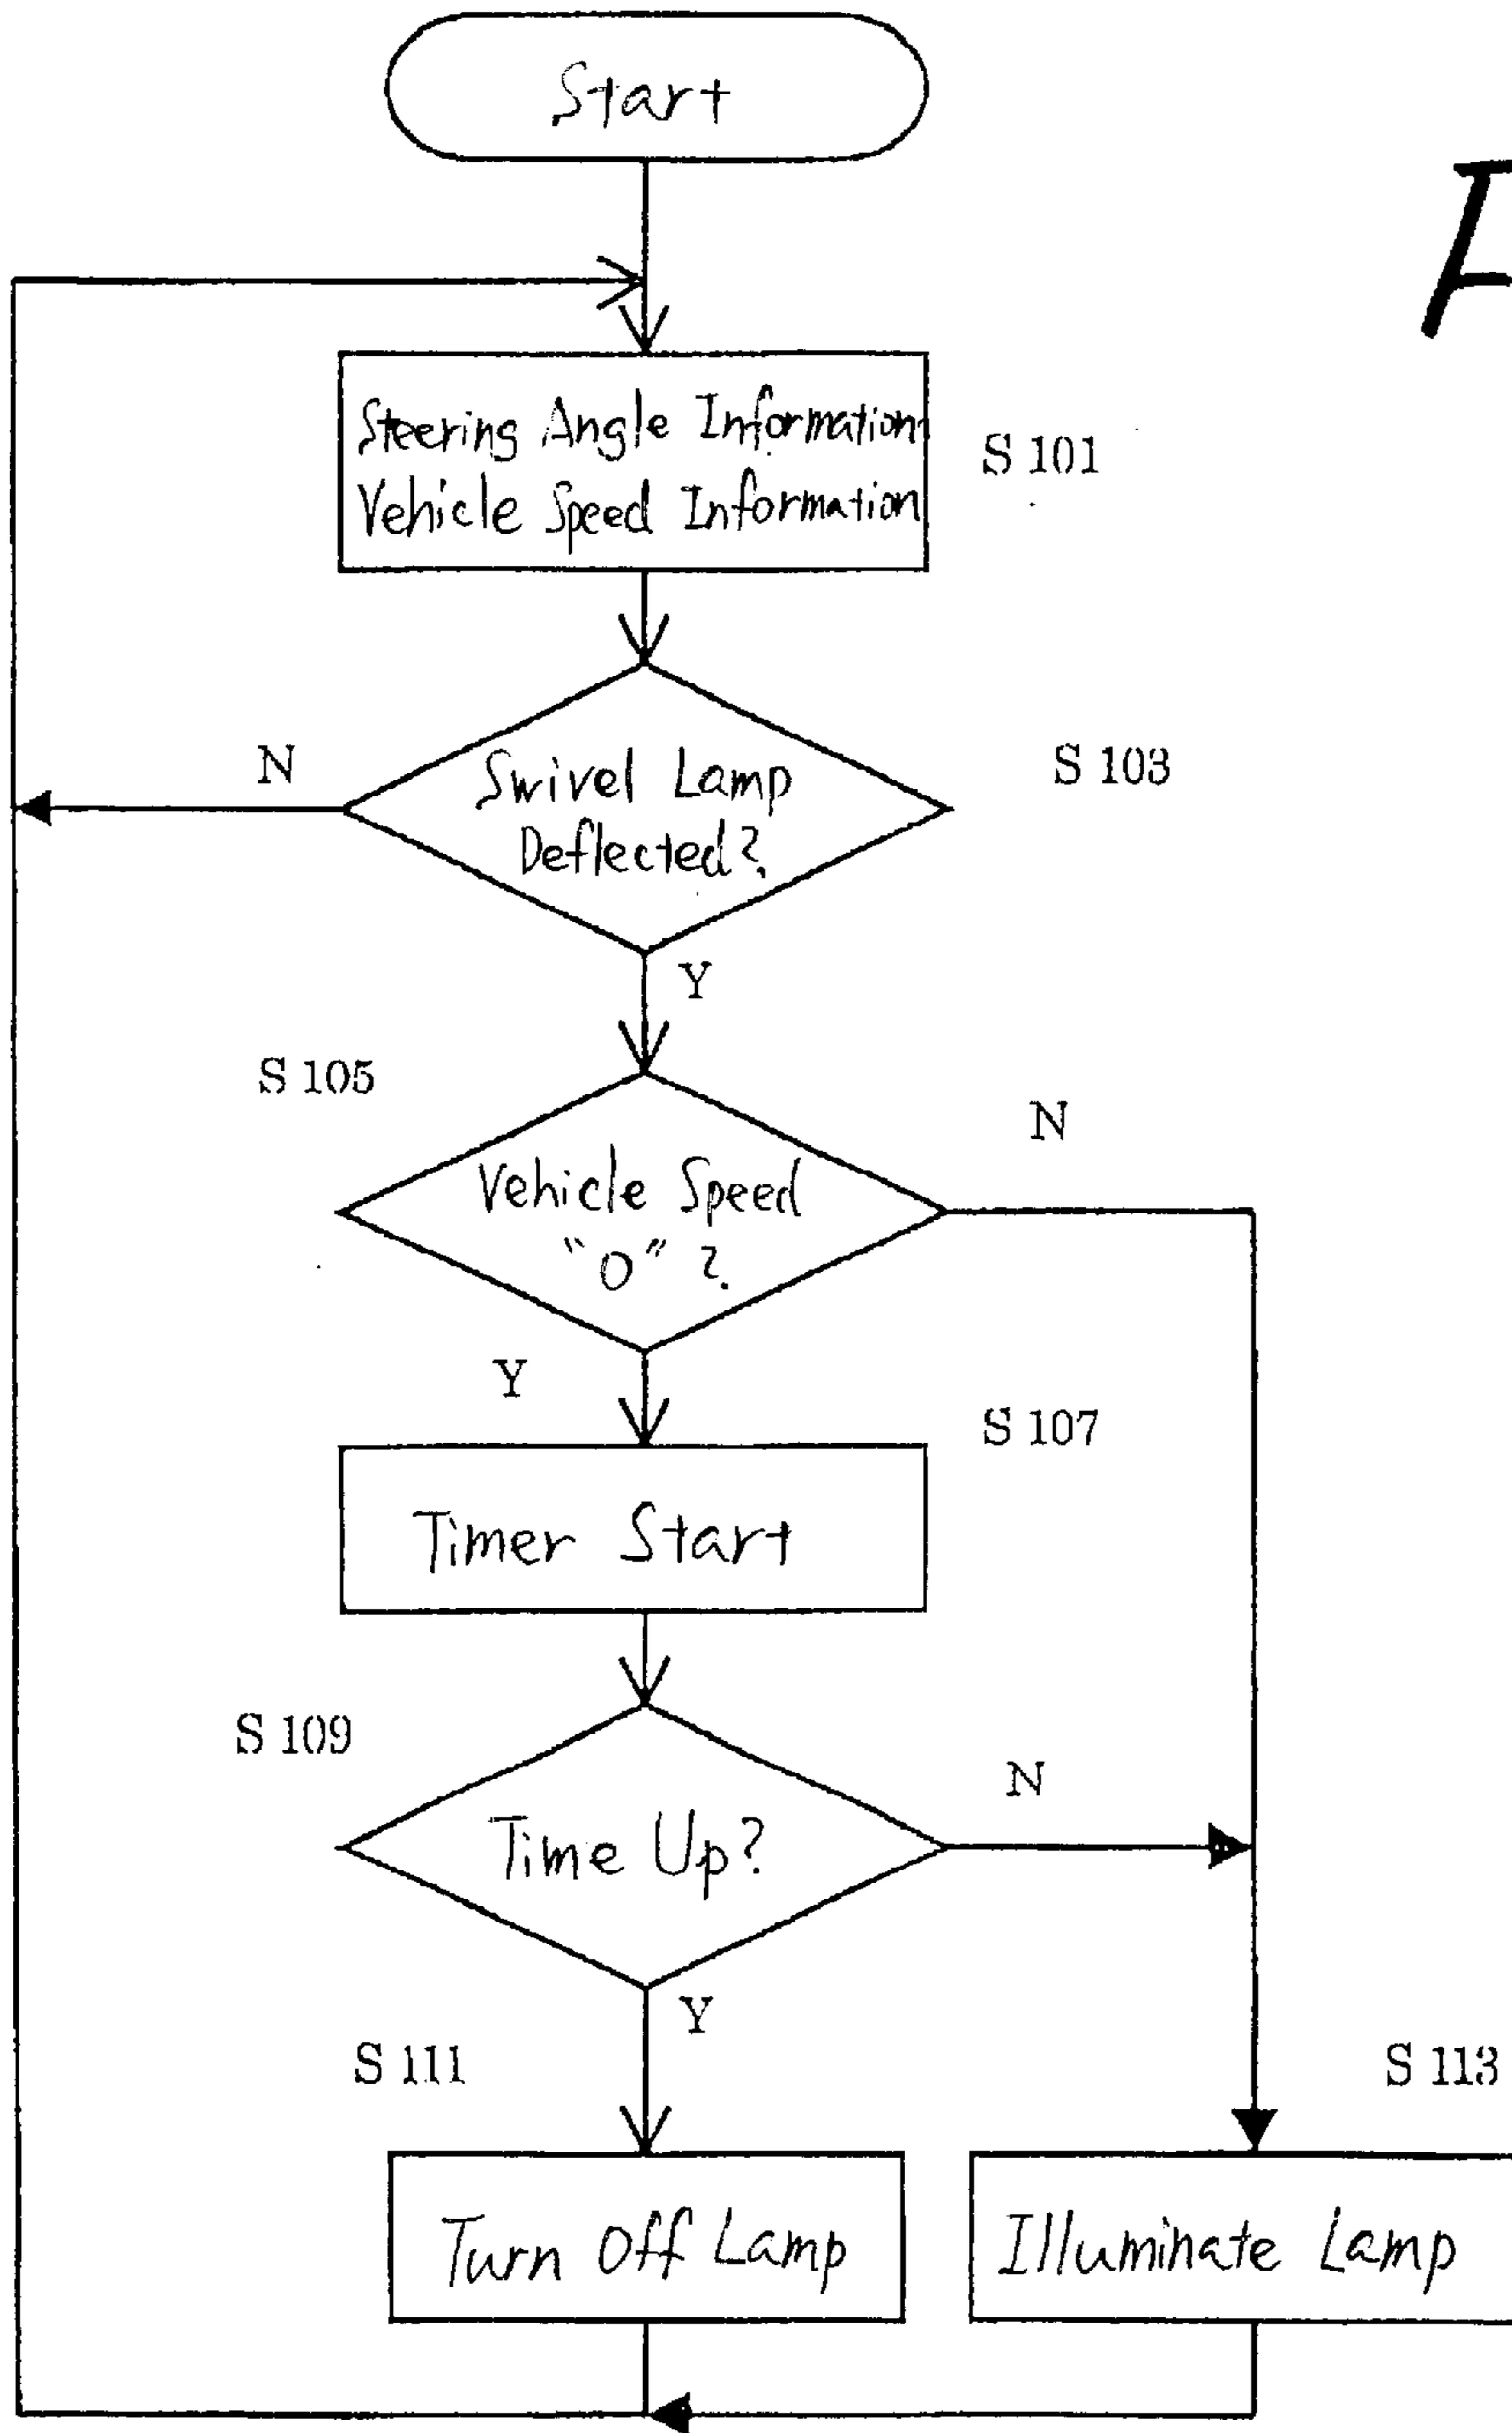 Start
Steering Angle Information
Vehicle Speed Information
S 101
Swivel Lamp
Deflected?
S 103
N
Y
S 105
Vehicle Speed
"0"?
N
Y
S 107
Timer Start
S 109
Time Up?
N
Y
S 111
S 113
Turn Off Lamp
Illuminate Lamp